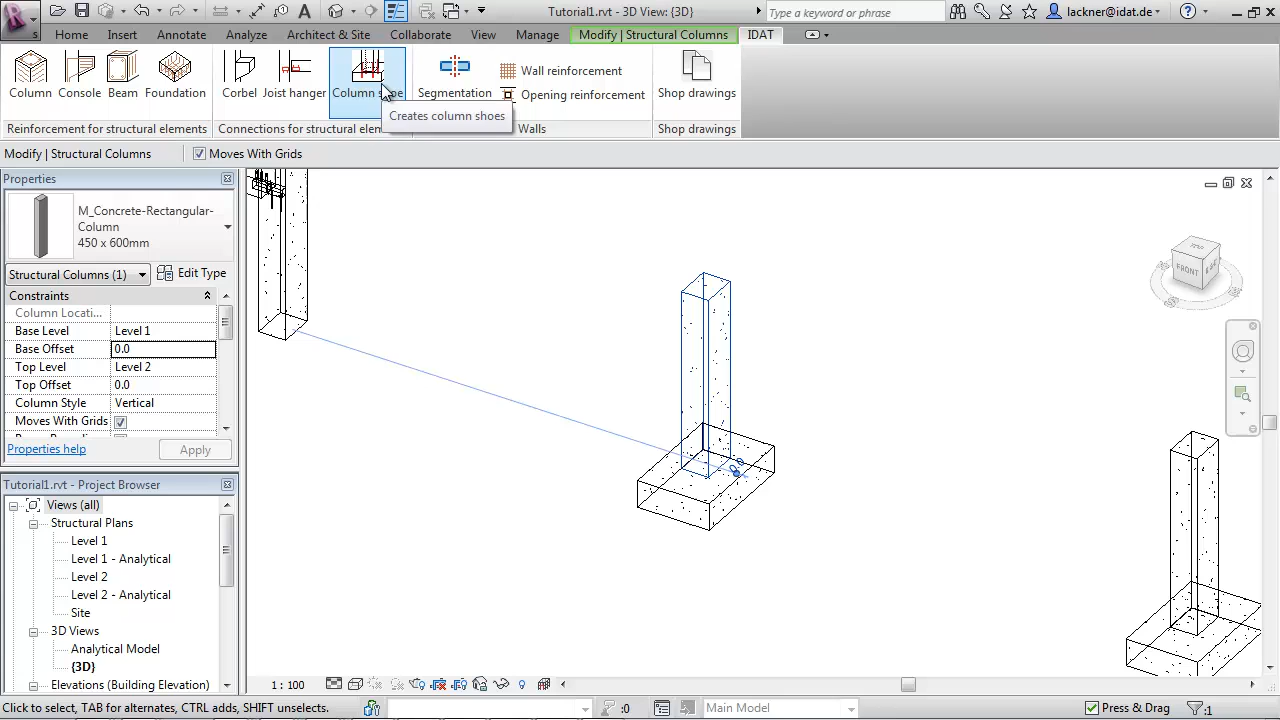 Tutorial1.rvt - 3D View: {3D}
Type a keyword or phrase
lackner@idat.de
Home
Insert
Annotate
Analyze
Architect & Site
Collaborate
View
Manage
Modify | Structural Columns
IDAT
Column
Console
Beam
Foundation
Corbel
Joist hanger
Segmentation
Wall reinforcement
Opening reinforcement
Shop drawings
Creates column shoes
Reinforcement for structural elements
Connections for structural
Walls
Shop drawings
Modify | Structural Columns
Moves With Grids
Properties
M_Concrete-Rectangular-
Column
450 x 600mm
Structural Columns (1)
Edit Type
Constraints
Column Locati...
Base Level Level 1
Base Offset 0.0
Top Level Level 2
Top Offset 0.0
Column Style Vertical
Moves With Grids
Properties help
Apply
Tutorial1.rvt - Project Browser
Views (all)
Structural Plans
Level 1
Level 1 - Analytical
Level 2
Level 2 - Analytical
Site
3D Views
Analytical Model
{3D}
Elevations (Building Elevation)
FRONT
1 : 100
Click to select, TAB for alternates, CTRL adds, SHIFT unselects.
:0
Main Model
Press & Drag
:1